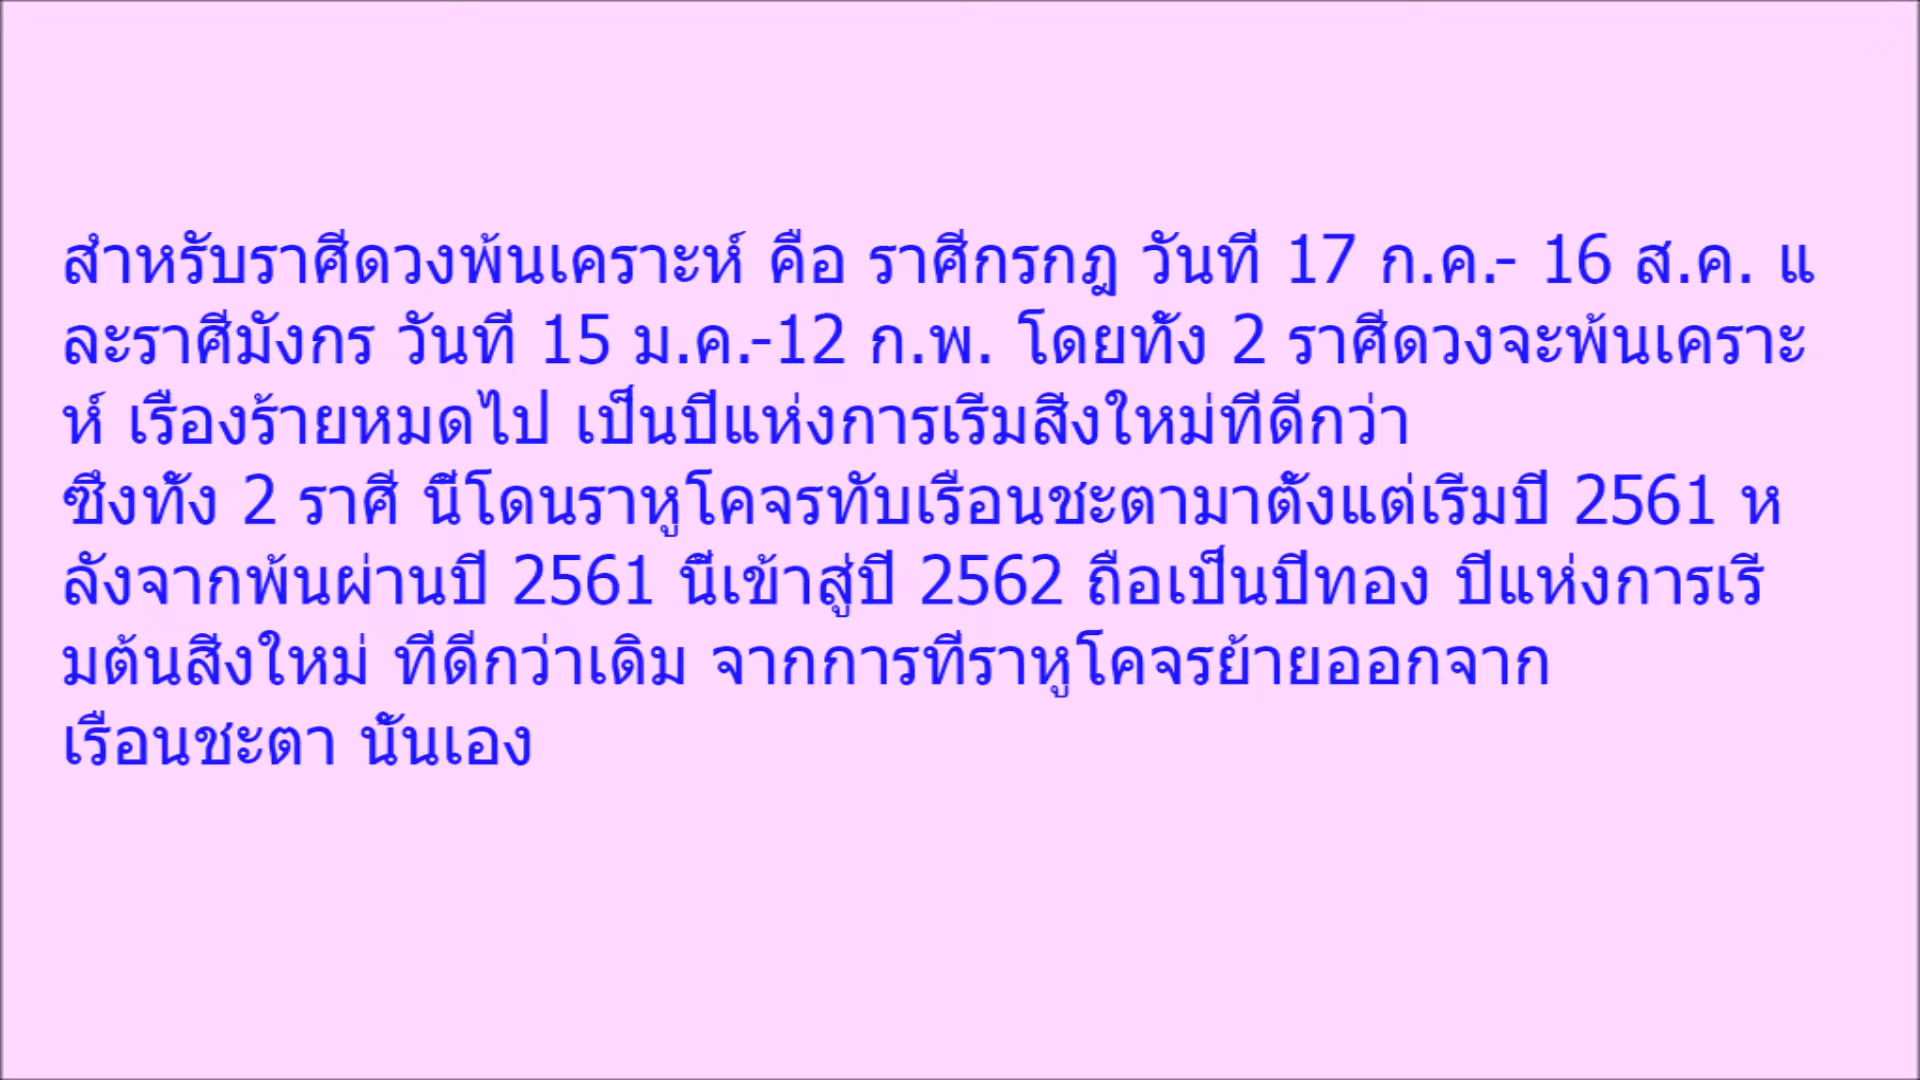 สำหรับราศีดวงพ้นเคราะห์ คือ ราศีกรกฎ วันที่ 17 ก.ค.- 16 ส.ค. แ
ละราศีมังกร วันที่ 15 ม.ค.-12 ก.พ. โดยทั้ง 2 ราศีดวงจะพ้นเคราะ
ห์ เรื่องร้ายหมดไป เป็นปีแห่งการเริ่มสิ่งใหม่ที่ดีกว่า
ซึ่งทั้ง 2 ราศี นี้โดนราหูโคจรทับเรือนชะตามาตั้งแต่เริ่มปี 2561 ห
ลังจากพ้นผ่านปี 2561 นี้เข้าสู่ปี 2562 ถือเป็นปีทอง ปีแห่งการเริ่
มต้นสิ่งใหม่ ที่ดีกว่าเดิม จากการที่ราหูโคจรย้ายออกจาก
เรือนชะตา นั้นเอง